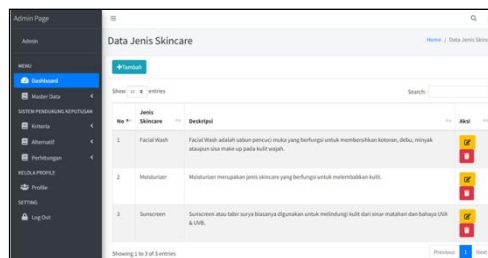 Admin Page
Admin
MENU
Dashboard
Master Data
SISTEM PENDUKUNG KEPUTUSAN
Kriteria
Alternatif
Perhitungan
KELOLA PROFILE
Profile
SETTING
Log Out
Data Jenis Skincare
Home / Data Jenis Skinc
+Tambah
Show 10 entries
Search:
No Jenis Skincare Deskripsi Aksi
1 Facial Wash Facial Wash adalah sabun pencuci muka yang berfungsi untuk membersihkan kotoran, debu, minyak
ataupun sisa make up pada kulit wajah.
2 Moisturizer Moisturizer merupakan jenis skincare yang berfungsi untuk melembabkan kulit.
3 Sunscreen Sunscreen atau tabir surya biasanya digunakan untuk melindungi kulit dari sinar matahari dan bahaya UVA
& UVB.
Showing 1 to 3 of 3 entries
Previous 1 Next